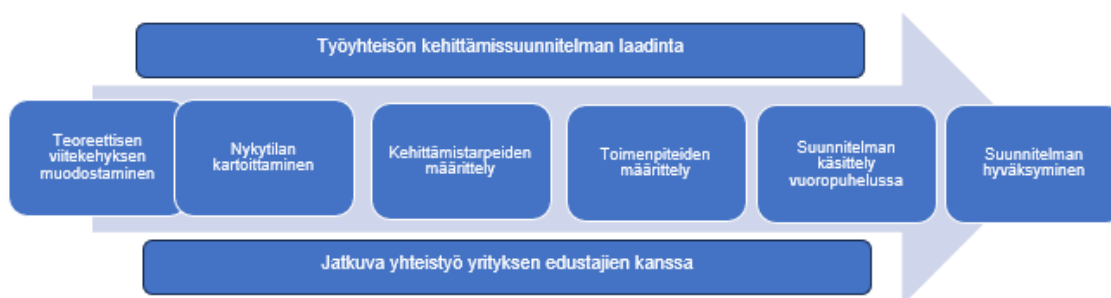 Työyhteisön kehittämissuunnitelman laadinta
Teoreettisen
viitekehyksen
muodostaminen
Nykytilan
kartoittaminen
Kehittämistarpeiden
määrittely
Toimenpiteiden
määrittely
Suunnitelman
käsittely
vuoropuhelussa
Suunnitelman
hyväksyminen
Jatkuva yhteistyö yrityksen edustajien kanssa